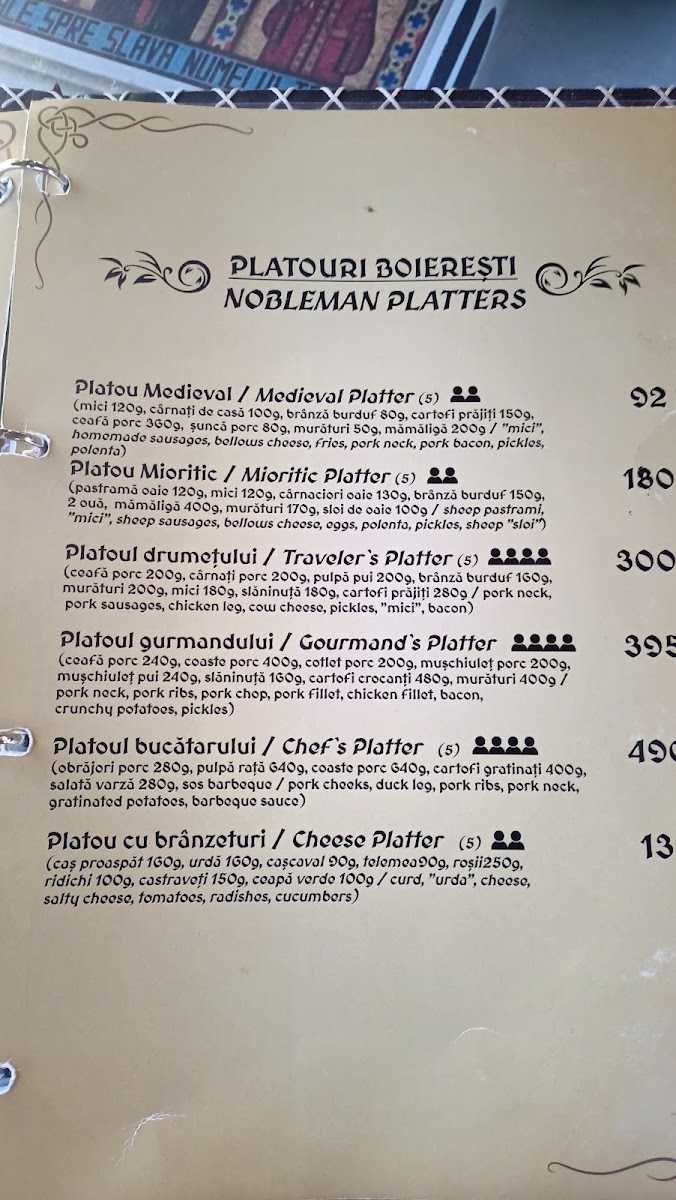 LE SPRE SLAVA NUMELUI
PLATOURI BOIEREȘTI
NOBLEMAN PLATTERS
Platou Medieval / Medieval Platter (5) 92
(mici 120g, cârnați de casă 100g, brânză burduf 80g, cartofi prăjiți 150g,
ceafă porc 360g, șuncă porc 80g, murături 50g, mămăligă 200g / "mici",
homemade sausages, bellows cheese, fries, pork neck, pork bacon, pickles,
polenta)
Platou Mioritic / Mioritic Platter (5) 180
(pastramă oaie 120g, mici 120g, cârnaciori oaie 130g, brânză burduf 150g,
2 ouă, mămăligă 400g, murături 170g, sloi de oaie 100g / sheep pastrami,
"mici", sheep sausages, bellows cheese, eggs, polenta, pickles, sheep "sloi")
Platoul drumețului / Traveler's Platter (5) 300
(ceafă porc 200g, cârnați porc 200g, pulpă pui 200g, brânză burduf 160g,
murături 200g, mici 180g, slăninuță 180g, cartofi prăjiți 280g / pork neck,
pork sausages, chicken leg, cow cheese, pickles, "mici", bacon)
Platoul gurmandului / Gourmand's Platter 395
(ceafă porc 240g, coaste porc 400g, cotlet porc 200g, mușchiuleț porc 200g,
mușchiuleț pui 240g, slăninuță 160g, cartofi crocanți 480g, murături 400g /
pork neck, pork ribs, pork chop, pork fillet, chicken fillet, bacon,
crunchy potatoes, pickles)
Platoul bucătarului / Chef's Platter (5) 490
(obrăjori porc 280g, pulpă rață 640g, coaste porc 640g, cartofi gratinați 400g,
salată varză 280g, sos barbeque / pork cheeks, duck leg, pork ribs, pork neck,
gratinated potatoes, barbeque sauce)
Platou cu brânzeturi / Cheese Platter (5) 13
(caș proaspăt 160g, urdă 160g, cașcaval 90g, telemea90g, roșii250g,
ridichi 100g, castraveți 150g, ceapă verde 100g / curd, "urda", cheese,
salty cheese, tomatoes, radishes, cucumbers)